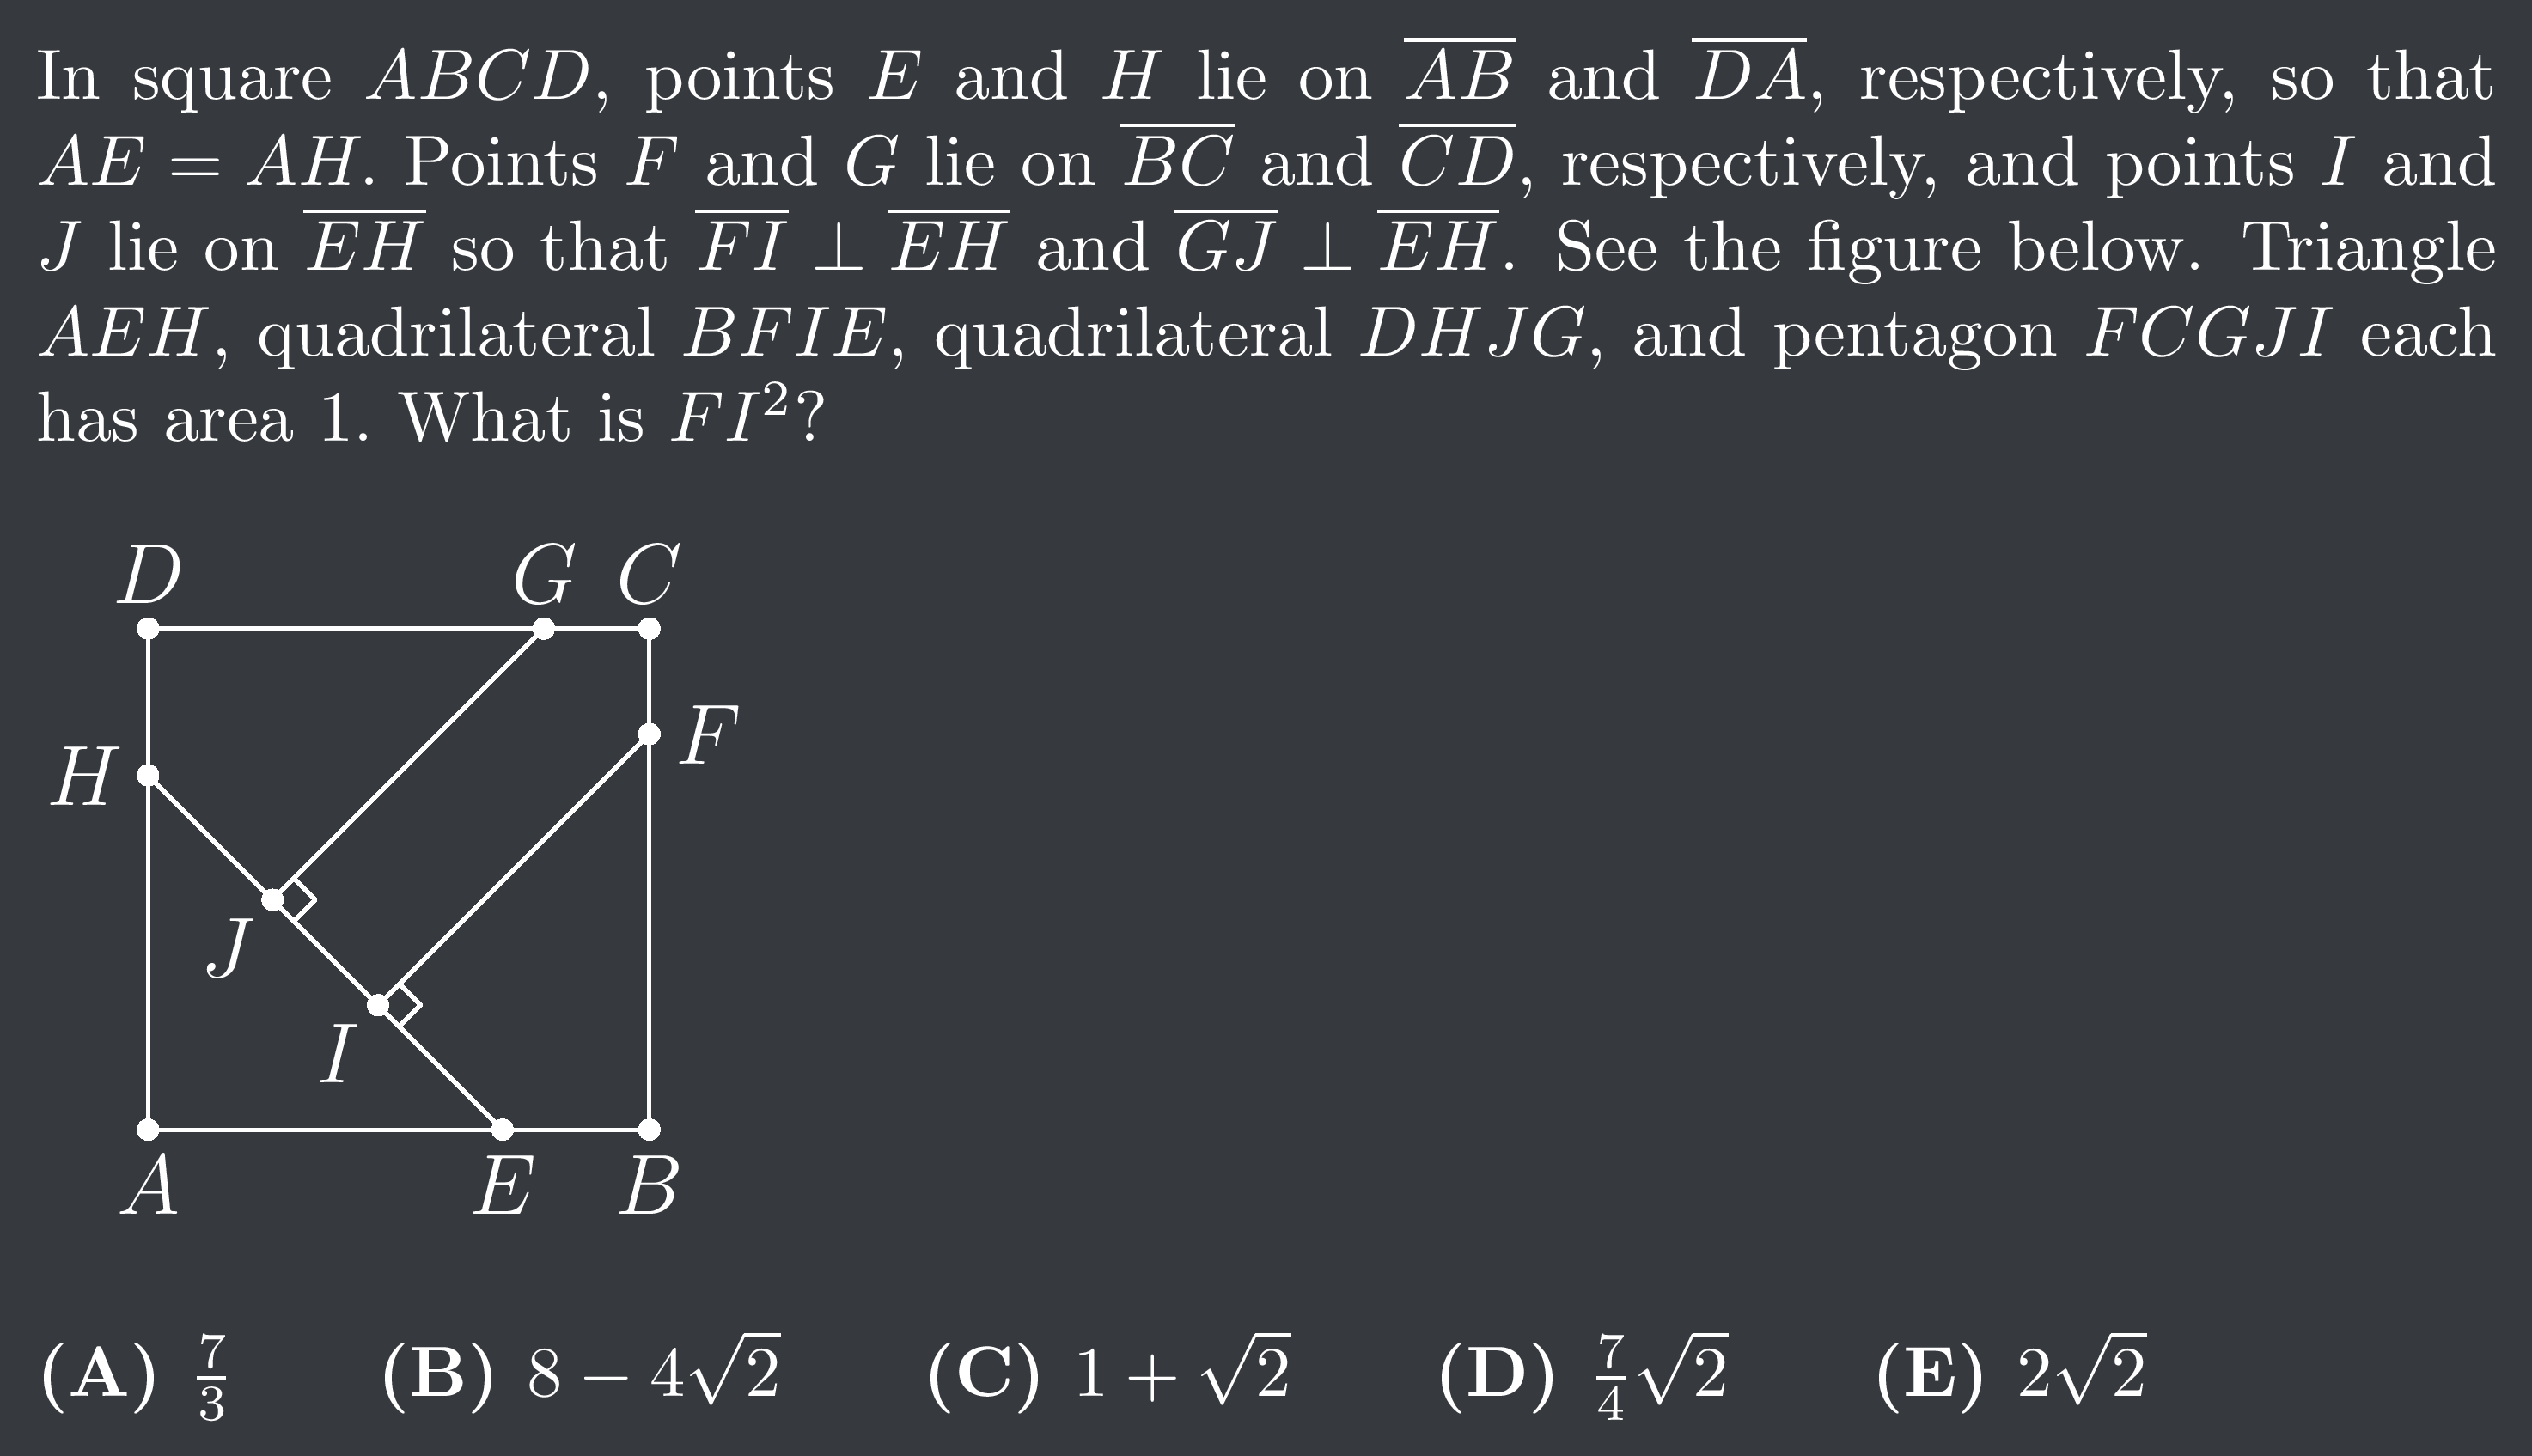 In square $ABCD$, points $E$ and $H$ lie on $\overline{AB}$ and $\overline{DA}$, respectively, so that
$AE = AH$. Points $F$ and $G$ lie on $\overline{BC}$ and $\overline{CD}$, respectively, and points $I$ and
$J$ lie on $\overline{EH}$ so that $\overline{FI} \perp \overline{EH}$ and $\overline{GJ} \perp \overline{EH}$. See the figure below. Triangle
$AEH$, quadrilateral $BFIE$, quadrilateral $DHJG$, and pentagon $FCGJI$ each
has area 1. What is $FI^2$?
D G C
F
H
J
I
A E B
(A) $\frac{7}{3}$ (B) $8 - 4\sqrt{2}$ (C) $1 + \sqrt{2}$ (D) $\frac{7}{4}\sqrt{2}$ (E) $2\sqrt{2}$